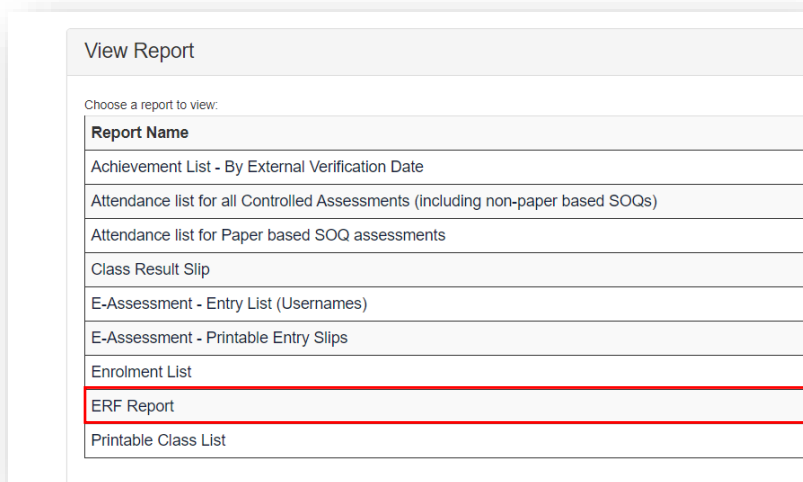 View Report
Choose a report to view:
Report Name
Achievement List - By External Verification Date
Attendance list for all Controlled Assessments (including non-paper based SOQs)
Attendance list for Paper based SOQ assessments
Class Result Slip
E-Assessment - Entry List (Usernames)
E-Assessment - Printable Entry Slips
Enrolment List
ERF Report
Printable Class List